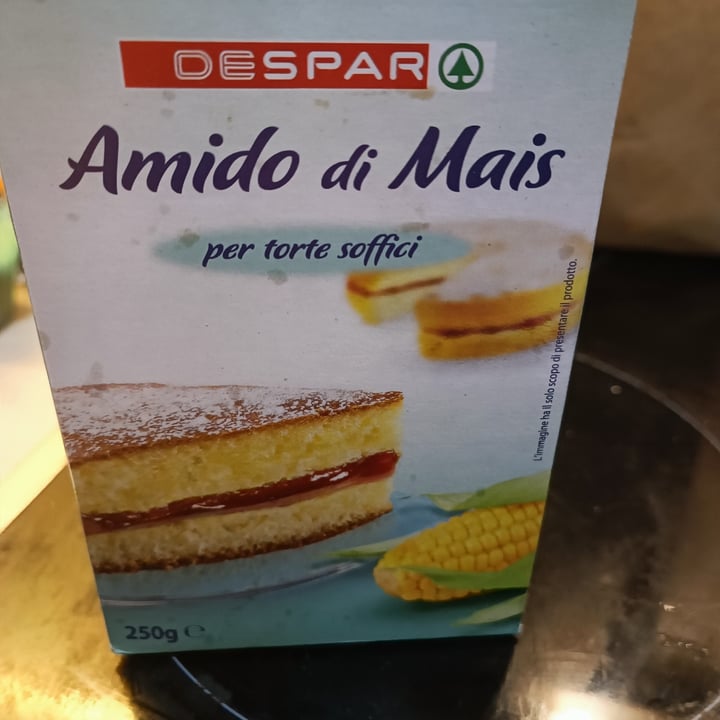 DESPAR
Amido di Mais
per torte soffici
L'immagine ha il solo scopo di presentare il prodotto.
250g ℮